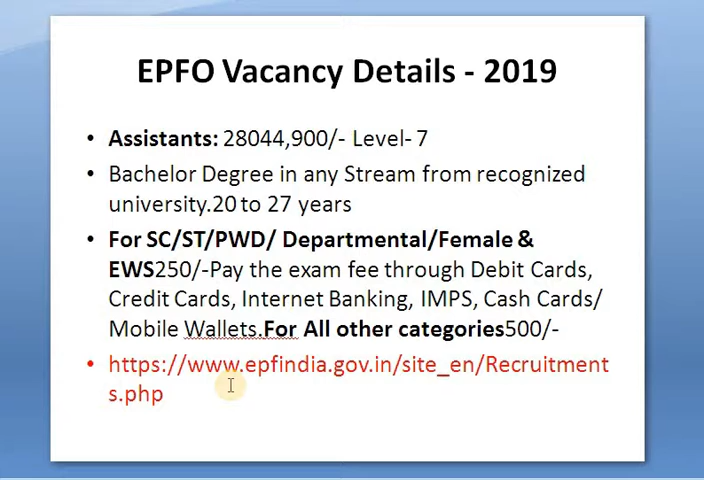 EPFO Vacancy Details - 2019
• Assistants: 28044,900/- Level- 7
• Bachelor Degree in any Stream from recognized
university.20 to 27 years
• For SC/ST/PWD/ Departmental/Female &
EWS250/-Pay the exam fee through Debit Cards,
Credit Cards, Internet Banking, IMPS, Cash Cards/
Mobile Wallets.For All other categories500/-
• https://www.epfindia.gov.in/site_en/Recruitment
s.php